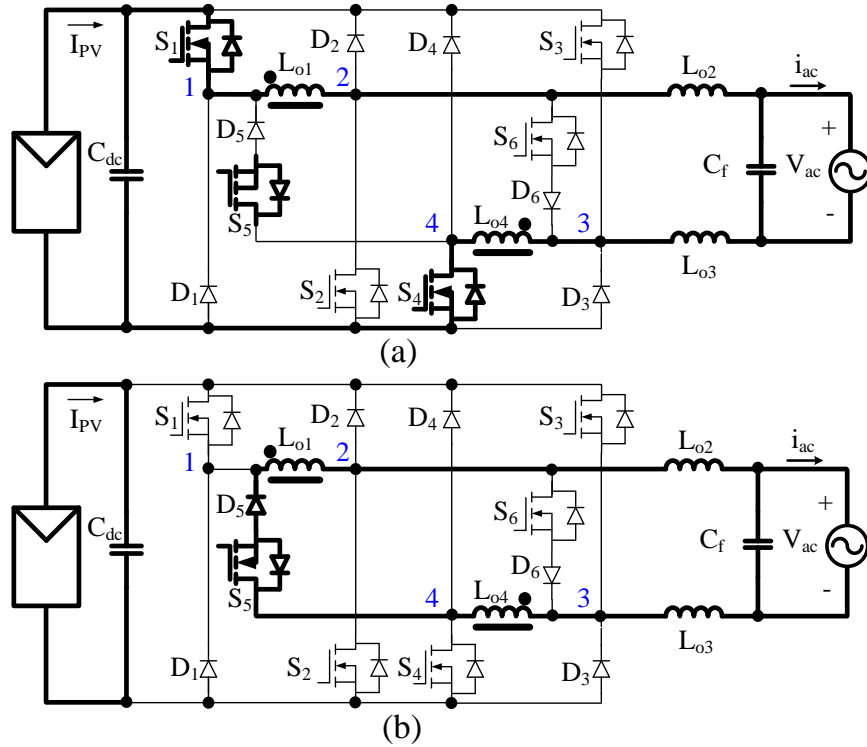 I_PV
S_1
D_2
D_4
S_3
L_o1
L_o2
i_ac
1
2
D_5
S_6
C_dc
C_f
V_ac
+
-
S_5
D_6
4
L_o4
3
L_o3
D_1
S_2
S_4
D_3
(a)
I_PV
S_1
D_2
D_4
S_3
L_o1
L_o2
i_ac
1
2
D_5
S_6
C_dc
C_f
V_ac
+
-
S_5
D_6
4
L_o4
3
L_o3
D_1
S_2
S_4
D_3
(b)